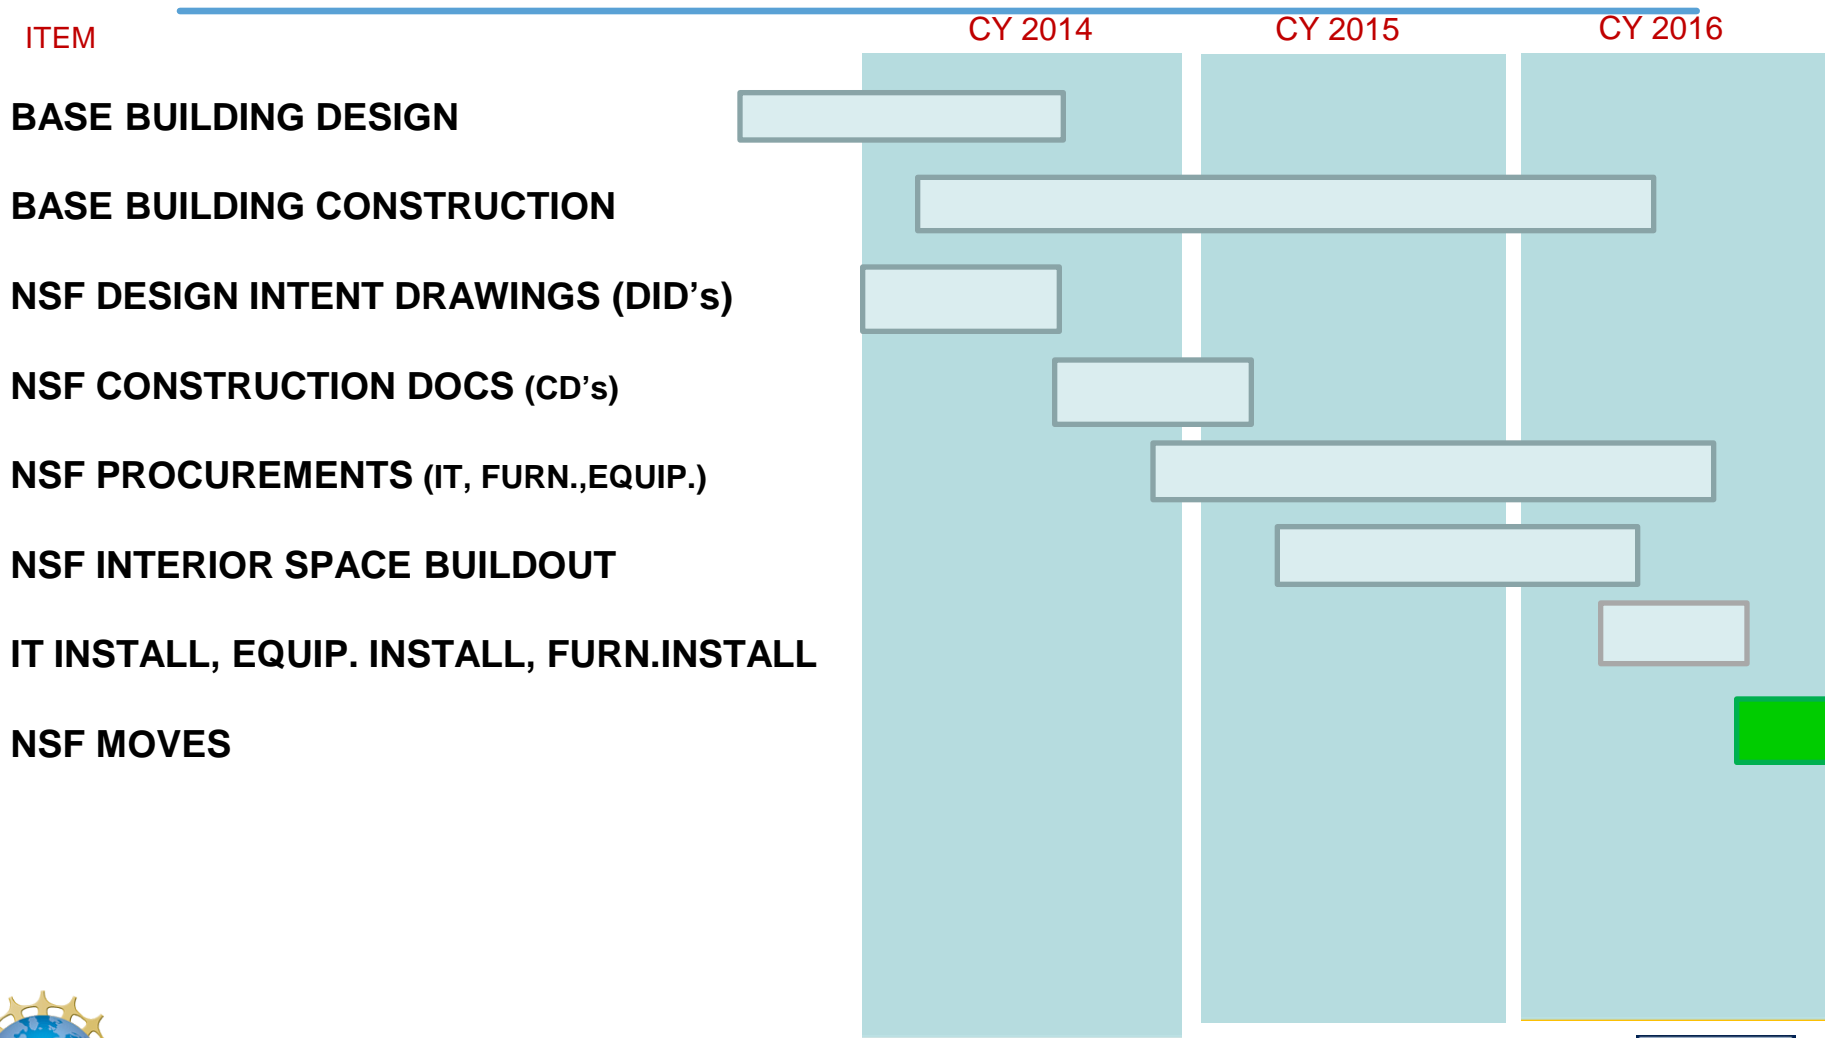 ITEM
CY 2014
CY 2015
CY 2016
BASE BUILDING DESIGN
BASE BUILDING CONSTRUCTION
NSF DESIGN INTENT DRAWINGS (DID’s)
NSF CONSTRUCTION DOCS (CD’s)
NSF PROCUREMENTS (IT, FURN.,EQUIP.)
NSF INTERIOR SPACE BUILDOUT
IT INSTALL, EQUIP. INSTALL, FURN.INSTALL
NSF MOVES